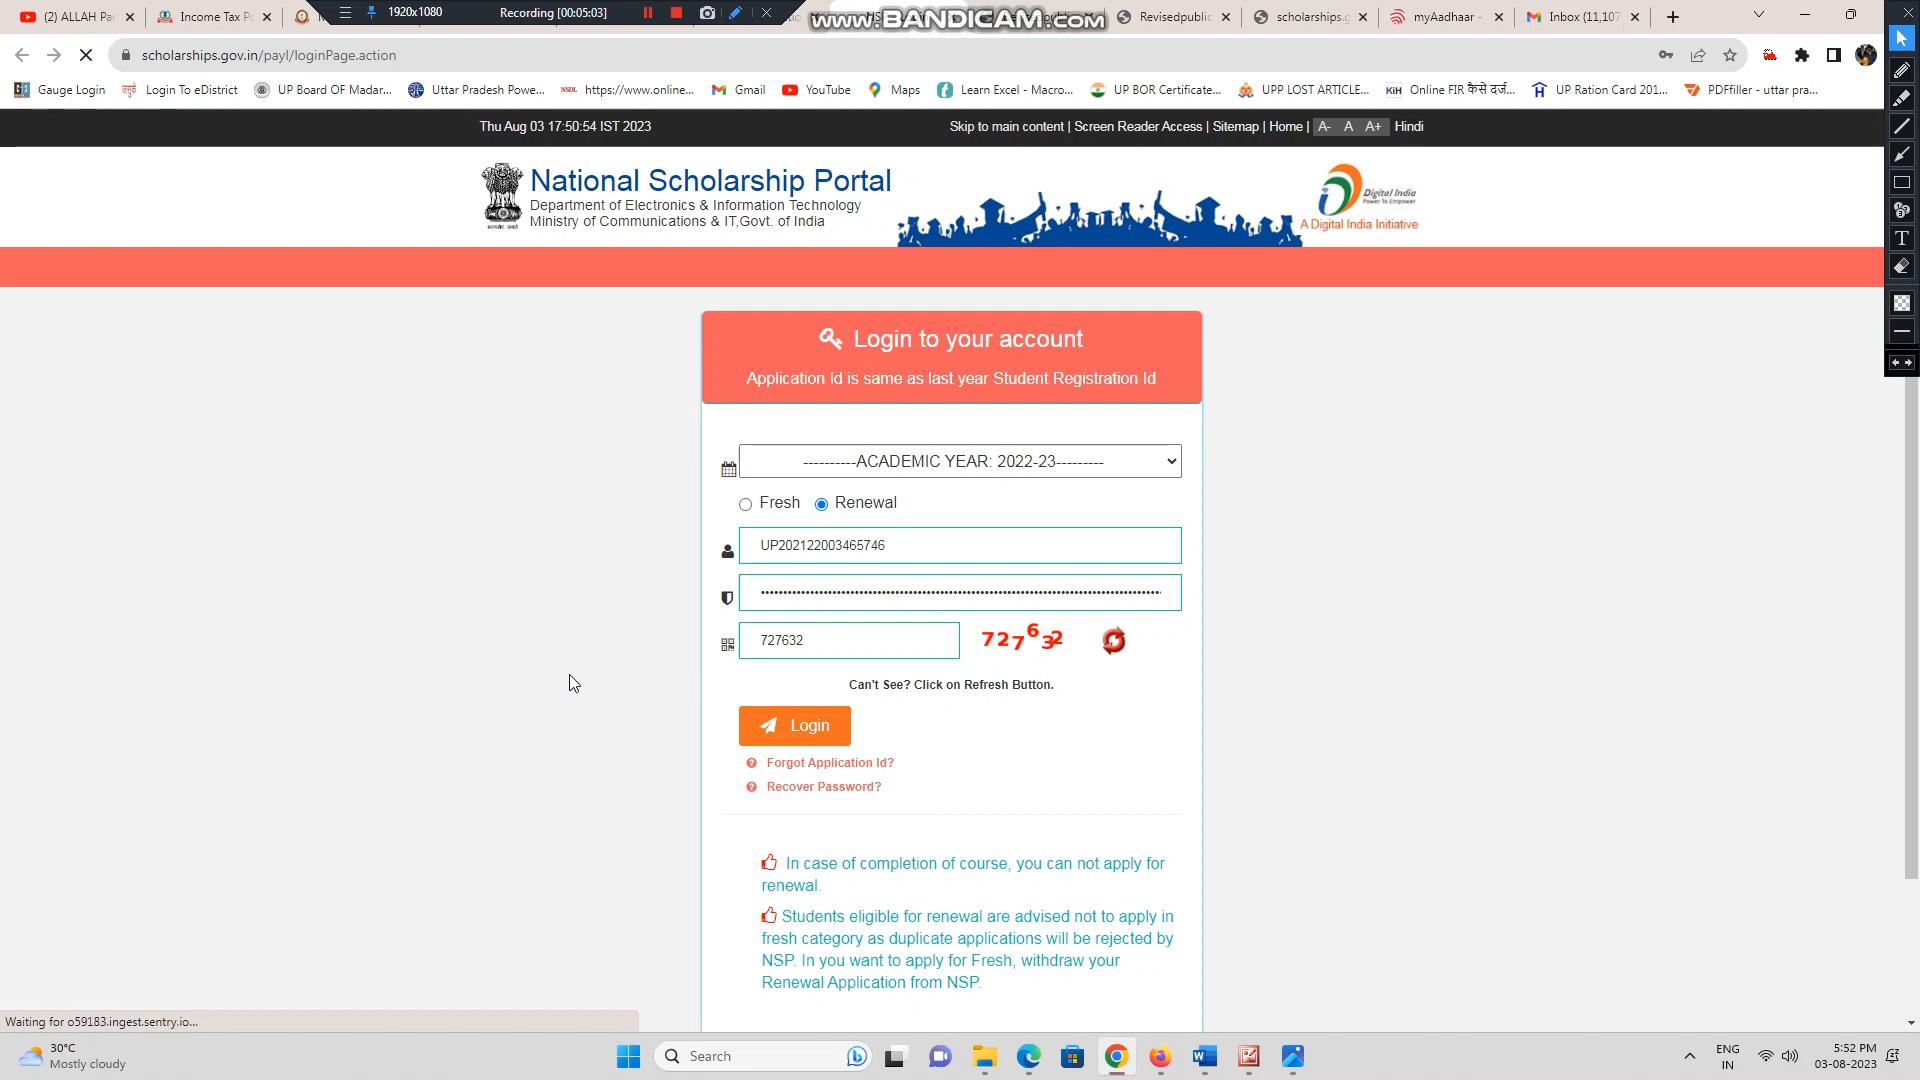 (2) ALLAH Par
Income Tax Po
Revisedpublic
scholarships.g
myAadhaar -
Inbox (11,107
1920x1080
Recording [00:05:03]
www.BANDICAM.com
scholarships.gov.in/payl/loginPage.action
Gauge Login
Login To eDistrict
UP Board OF Madar...
Uttar Pradesh Powe...
NSDL
https://www.online...
Gmail
YouTube
Maps
Learn Excel - Macro...
UP BOR Certificate...
UPP LOST ARTICLE...
KiH
Online FIR कैसे दर्ज...
UP Ration Card 201...
PDFfiller - uttar pra...
Thu Aug 03 17:50:54 IST 2023
Skip to main content | Screen Reader Access | Sitemap | Home | A- A A+ Hindi
National Scholarship Portal
Department of Electronics & Information Technology
Ministry of Communications & IT,Govt. of India
सत्यमेव जयते
Digital India
Power To Empower
A Digital India Initiative
Login to your account
Application Id is same as last year Student Registration Id
----------ACADEMIC YEAR: 2022-23---------
Fresh Renewal
UP202122003465746
727632
727632
Can't See? Click on Refresh Button.
Login
Forgot Application Id?
Recover Password?
In case of completion of course, you can not apply for
renewal.
Students eligible for renewal are advised not to apply in
fresh category as duplicate applications will be rejected by
NSP. In you want to apply for Fresh, withdraw your
Renewal Application from NSP.
Waiting for o59183.ingest.sentry.io...
30°C
Mostly cloudy
Search
ENG
IN
5:52 PM
03-08-2023